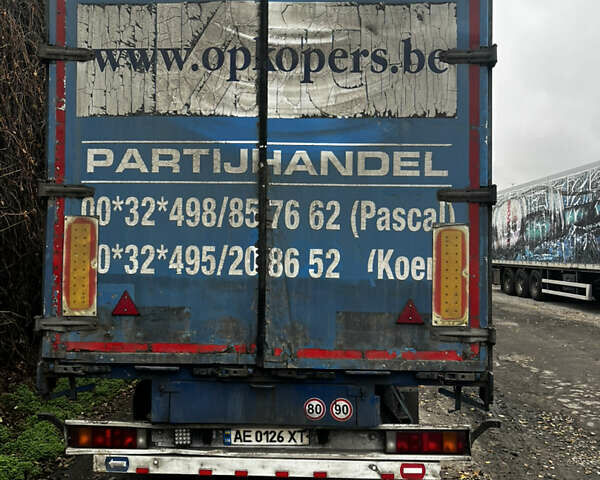 www.opkopers.be
PARTIJHANDEL
00*32*498/85 76 62 (Pascal)
00*32*495/20 86 52 (Koen
80 90
AE 0126 XT